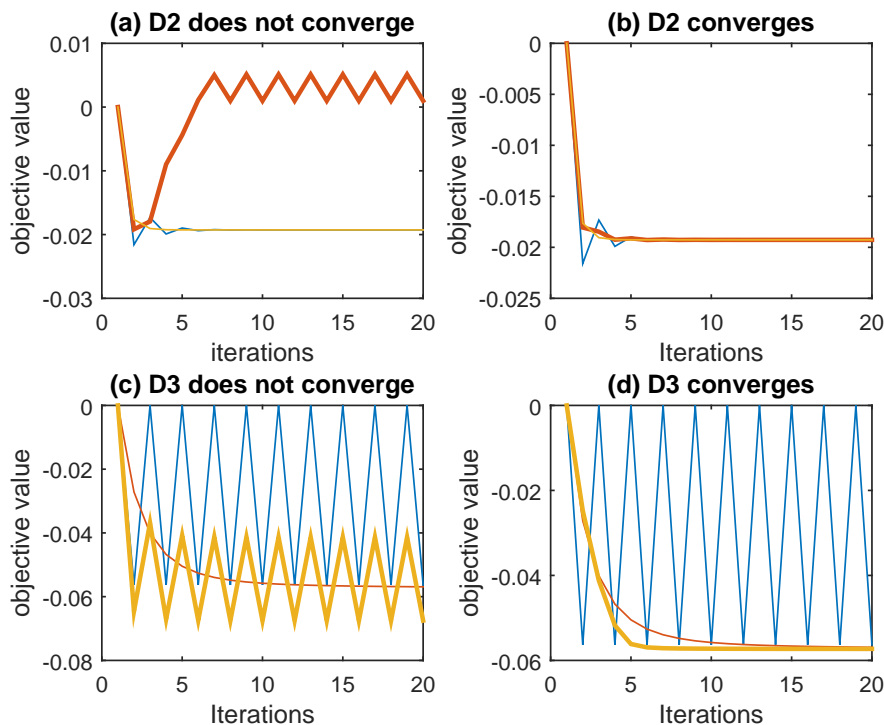 (a) D2 does not converge
0.01
0
-0.01
-0.02
-0.03
objective value
0 5 10 15 20
iterations
(b) D2 converges
0
-0.005
-0.01
-0.015
-0.02
-0.025
objective value
0 5 10 15 20
Iterations
(c) D3 does not converge
0
-0.02
-0.04
-0.06
-0.08
objective value
0 5 10 15 20
Iterations
(d) D3 converges
0
-0.02
-0.04
-0.06
objective value
0 5 10 15 20
Iterations